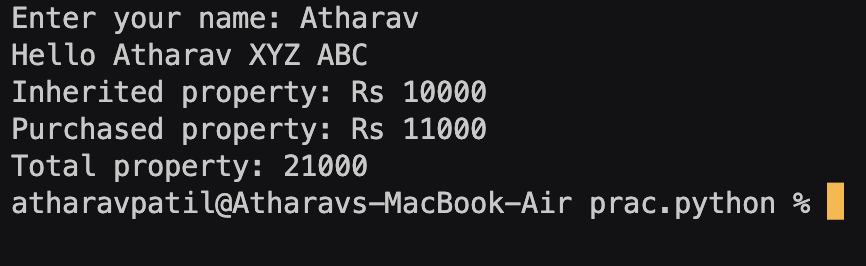 Enter your name: Atharav
Hello Atharav XYZ ABC
Inherited property: Rs 10000
Purchased property: Rs 11000
Total property: 21000
atharavpatil@Atharavs-MacBook-Air prac.python %